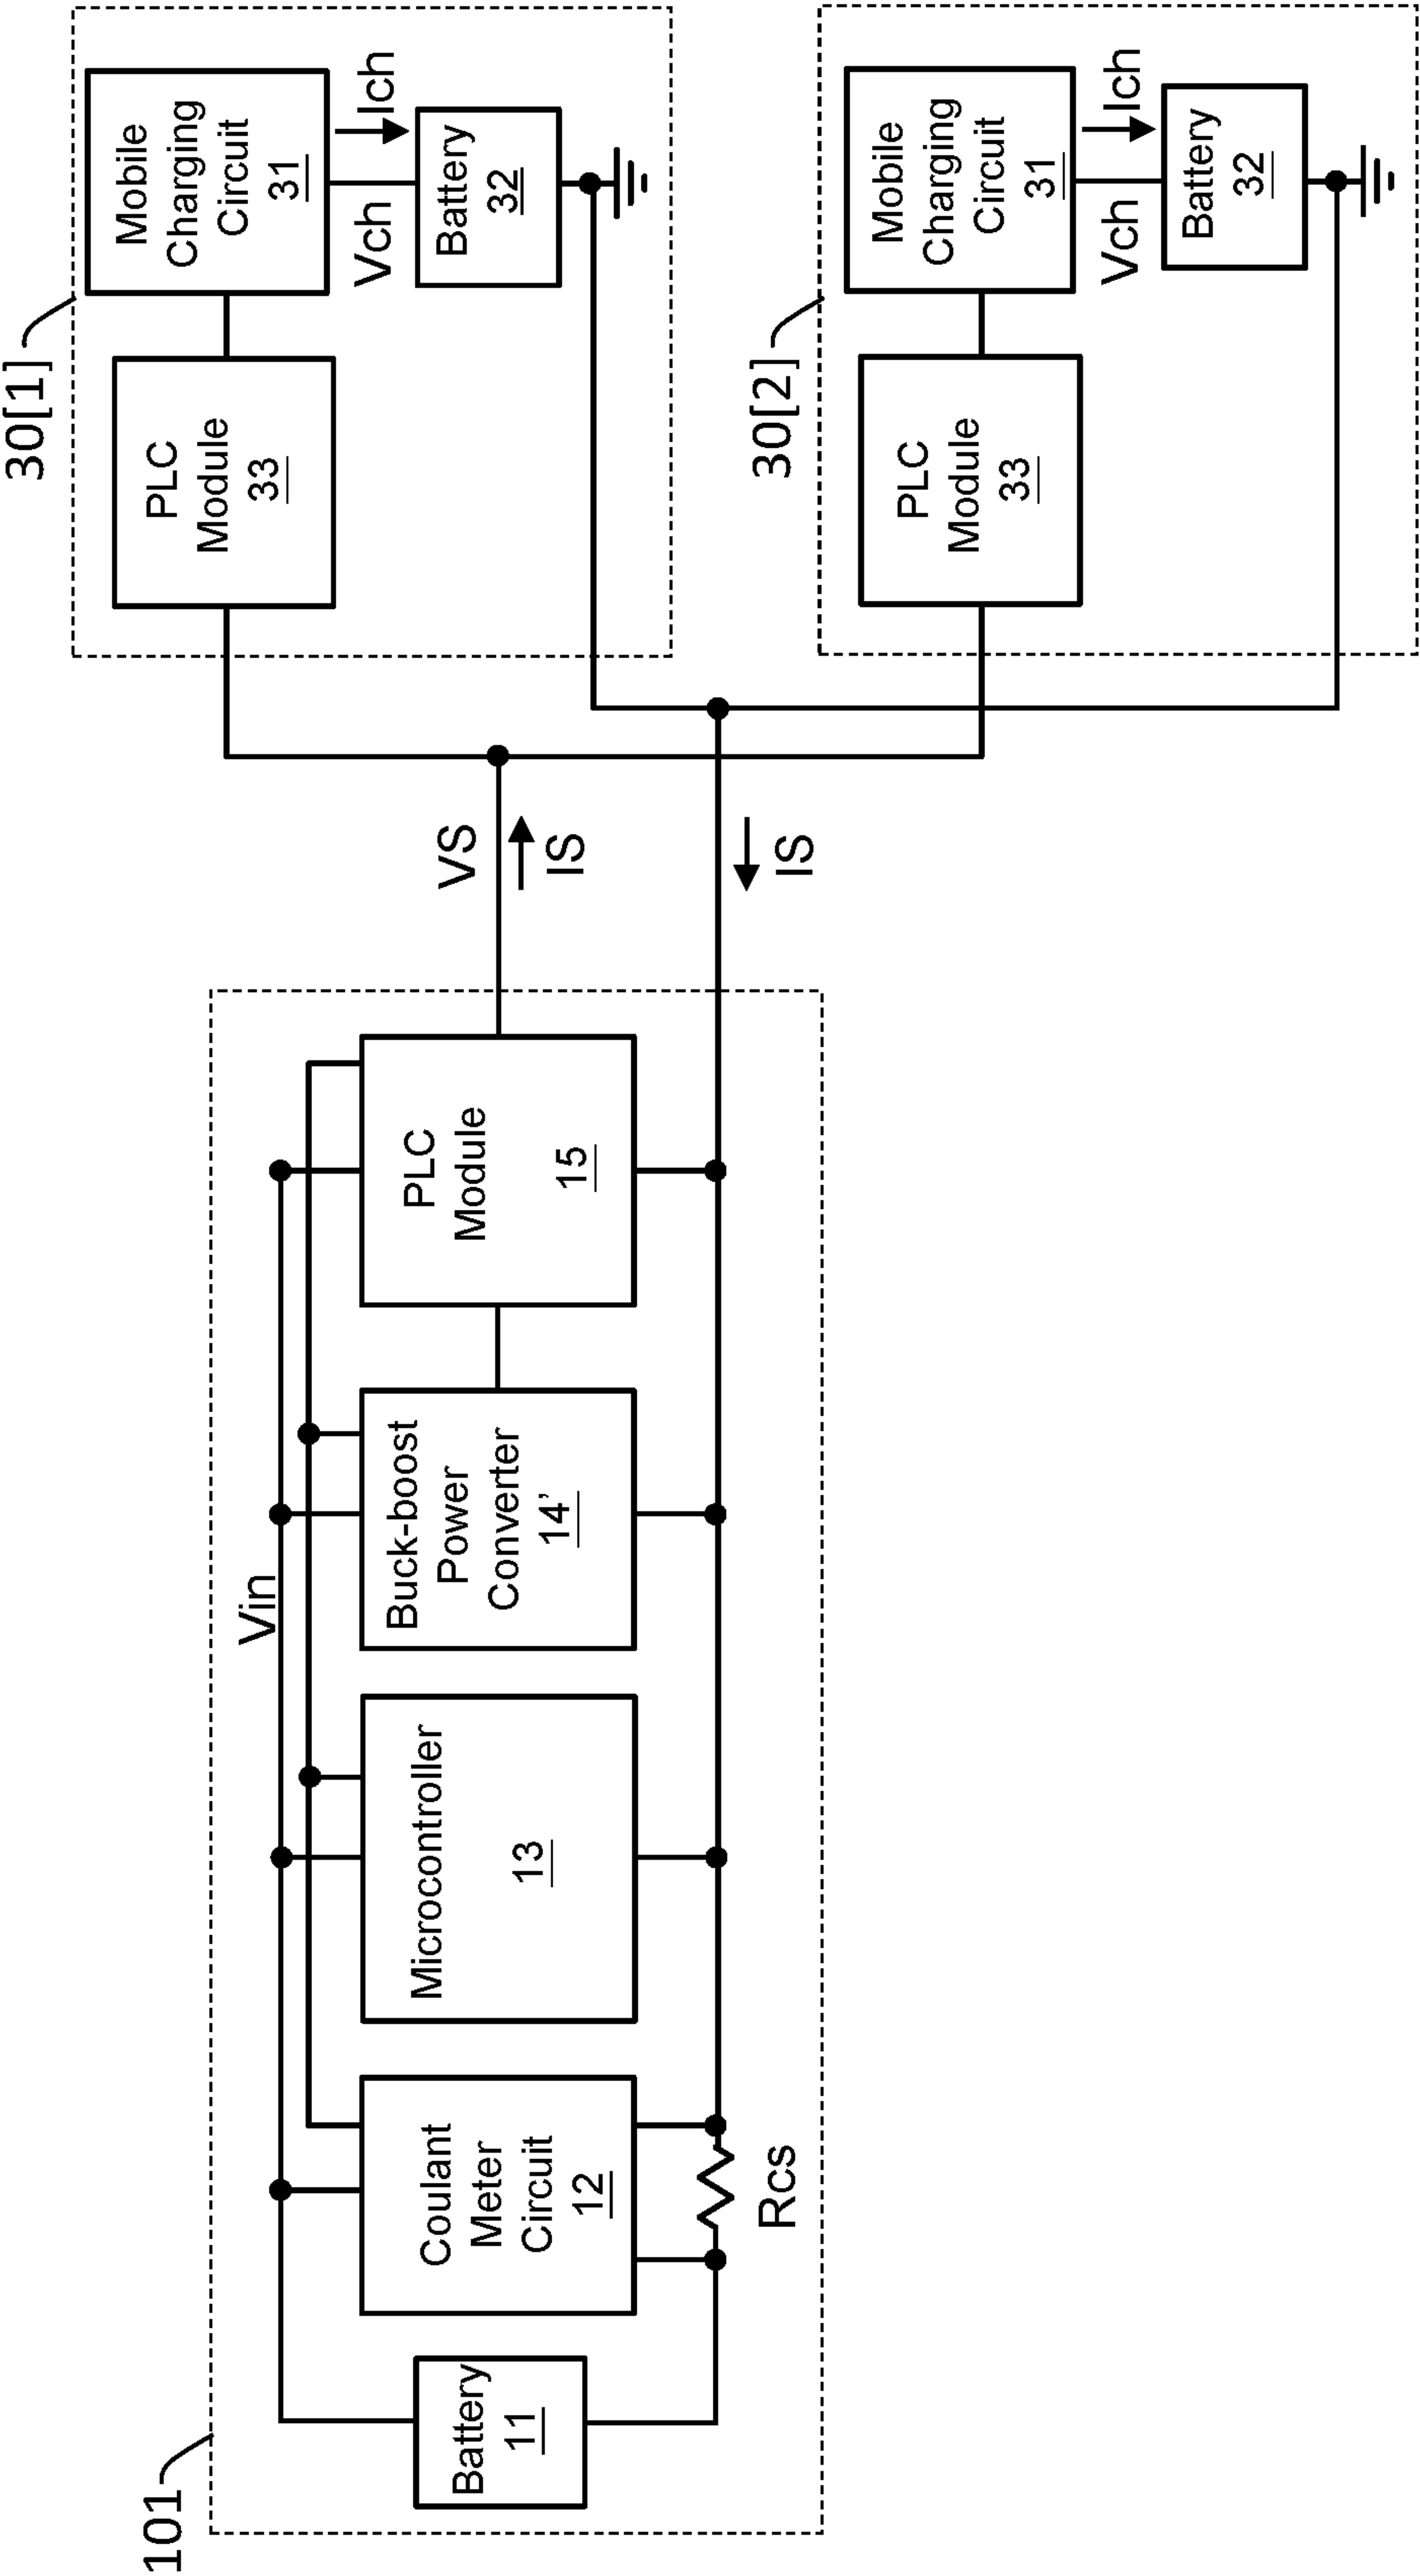 101
Battery
11
Coulant
Meter
Circuit
12
Rcs
Microcontroller
13
Vin
Buck-boost
Power
Converter
14'
PLC
Module
15
VS
IS
IS
30[1]
PLC
Module
33
Mobile
Charging
Circuit
31
Vch
Ich
Battery
32
30[2]
PLC
Module
33
Mobile
Charging
Circuit
31
Vch
Ich
Battery
32